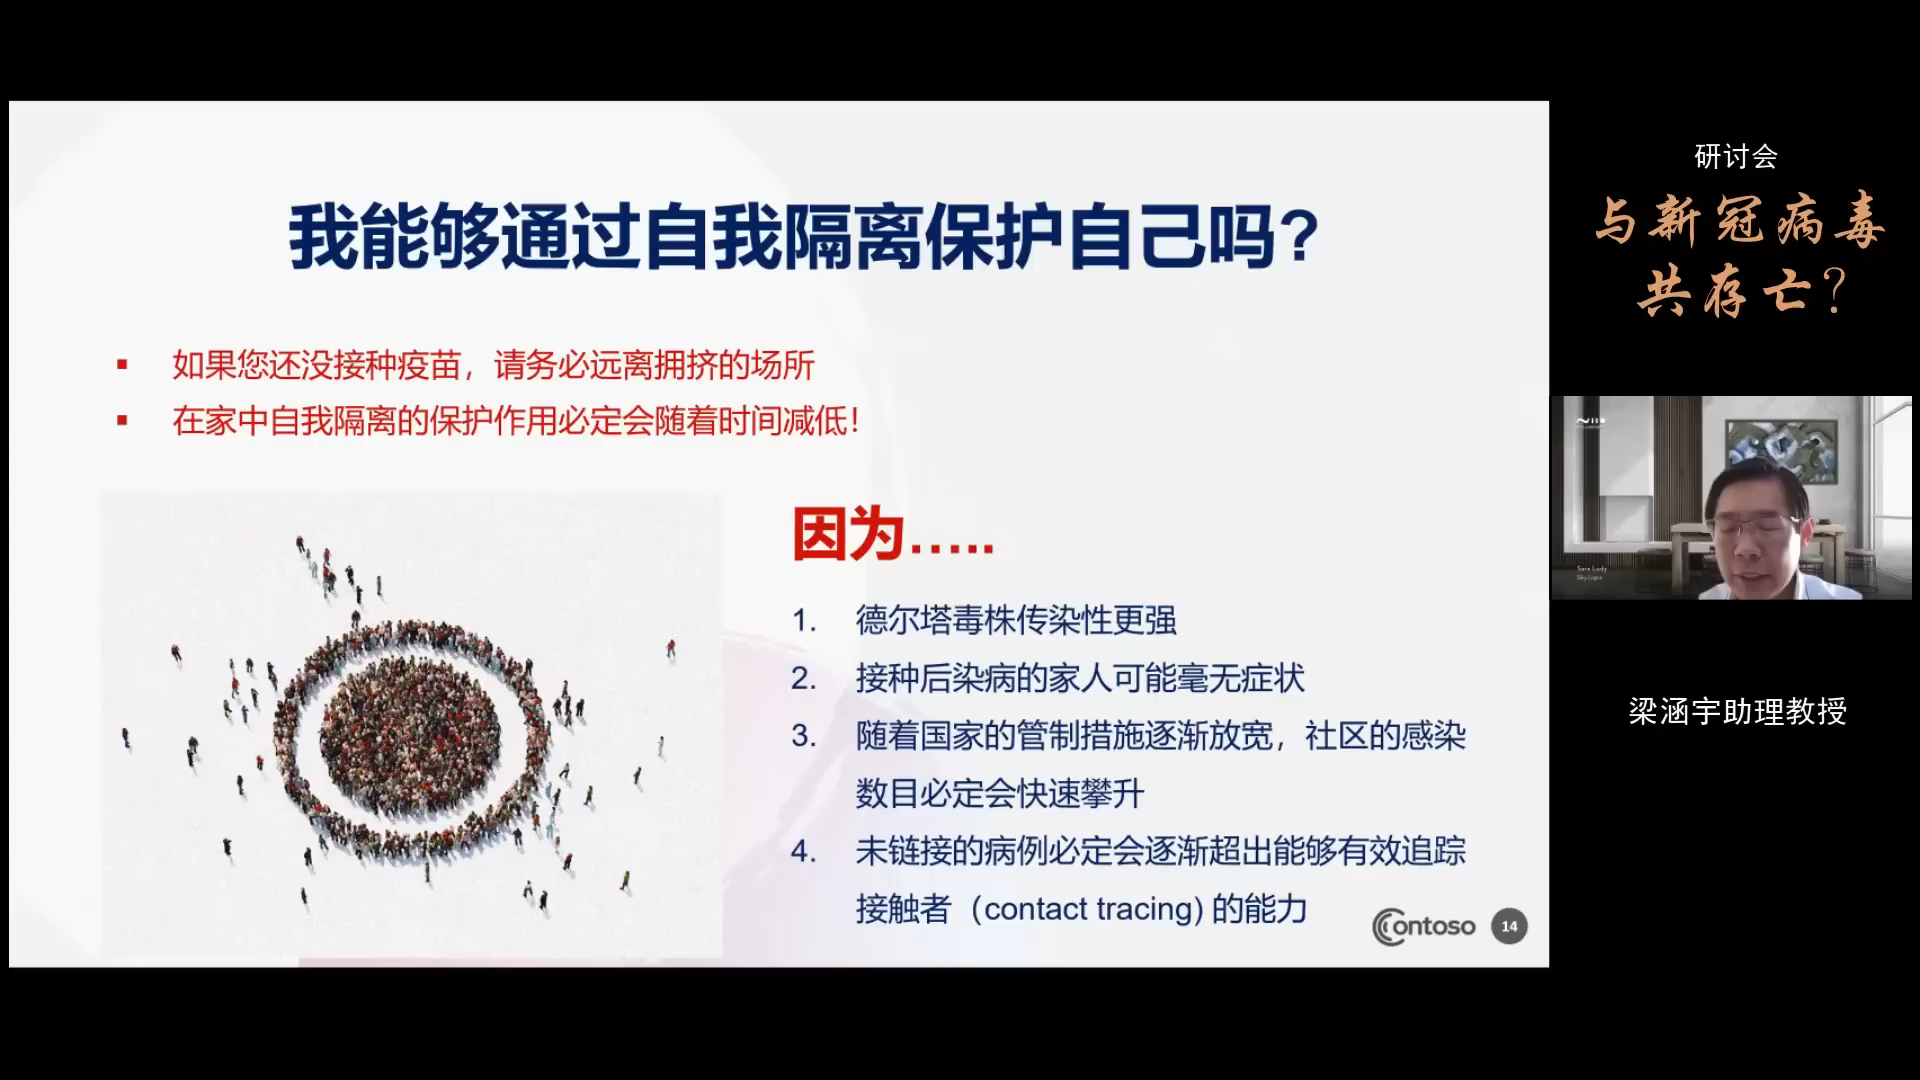 我能够通过自我隔离保护自己吗？
▪ 如果您还没接种疫苗，请务必远离拥挤的场所
▪ 在家中自我隔离的保护作用必定会随着时间减低！
因为.....
1. 德尔塔毒株传染性更强
2. 接种后染病的家人可能毫无症状
3. 随着国家的管制措施逐渐放宽，社区的感染
数目必定会快速攀升
4. 未链接的病例必定会逐渐超出能够有效追踪
接触者（contact tracing) 的能力
Contoso
14
研讨会
与新冠病毒
共存亡？
梁涵宇助理教授